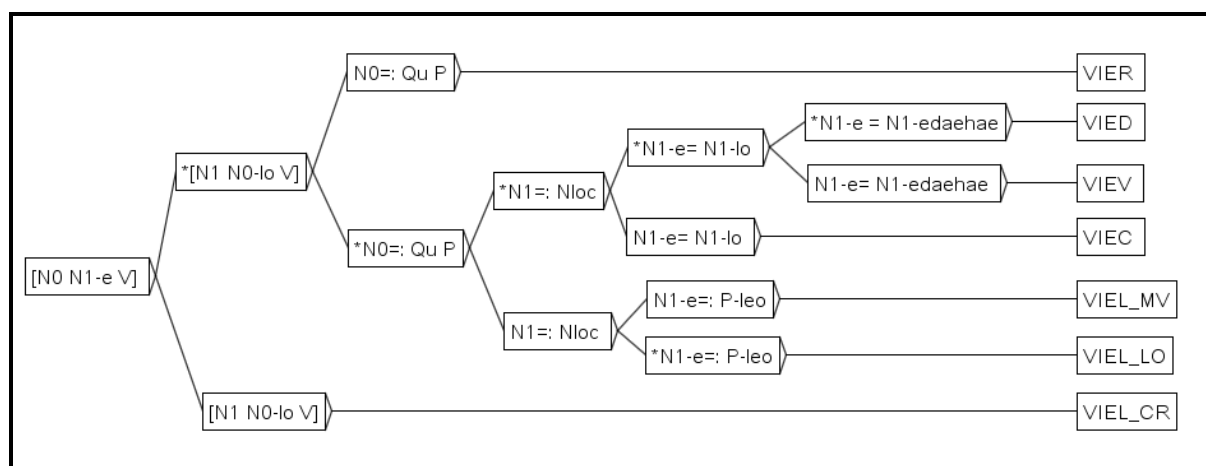 N0=: Qu P
VIER
*N1-e = N1-edaehae
VIED
*N1-e= N1-lo
*[N1 N0-lo V]
*N1=: Nloc
N1-e= N1-edaehae
VIEV
*N0=: Qu P
N1-e= N1-lo
VIEC
[N0 N1-e V]
N1-e=: P-leo
VIEL_MV
N1=: Nloc
*N1-e=: P-leo
VIEL_LO
[N1 N0-lo V]
VIEL_CR